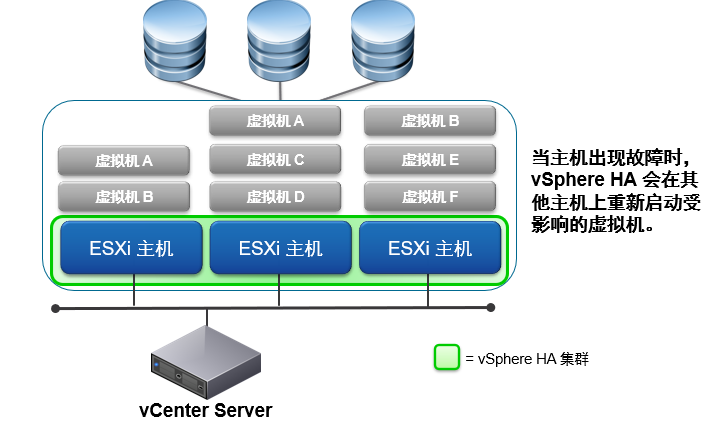 虚拟机 A
虚拟机 B
虚拟机 A
虚拟机 C
虚拟机 E
虚拟机 B
虚拟机 D
虚拟机 F
ESXi 主机
ESXi 主机
ESXi 主机
当主机出现故障时，
vSphere HA 会在其
他主机上重新启动受
影响的虚拟机。
= vSphere HA 集群
vCenter Server